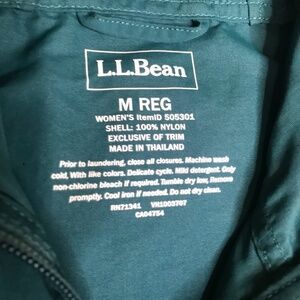 L.L.Bean
M REG
WOMEN'S ItemID 505301
SHELL: 100% NYLON
EXCLUSIVE OF TRIM
MADE IN THAILAND
Prior to laundering, close all closures. Machine wash
cold, With like colors. Delicate cycle. Mild detergent. Only
non-chlorine bleach if required. Tumble dry low, Remove
promptly. Cool iron if needed. Do not dry clean.
RN71341 VN1003707
CA04754